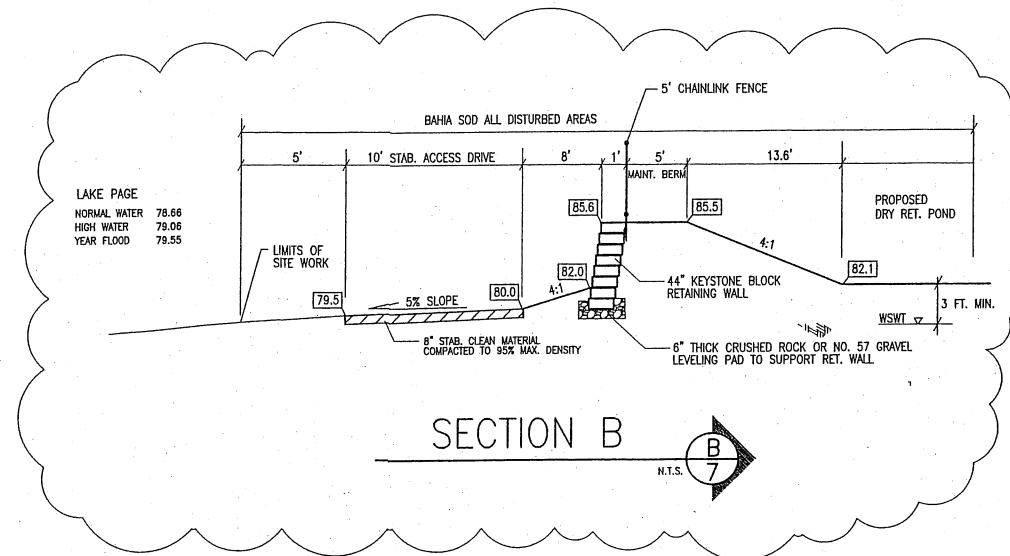 5' CHAINLINK FENCE
BAHIA SOD ALL DISTURBED AREAS
5'
10' STAB. ACCESS DRIVE
8'
1'
5'
13.6'
MAINT. BERM
LAKE PAGE
NORMAL WATER 78.66
HIGH WATER 79.06
YEAR FLOOD 79.55
PROPOSED
DRY RET. POND
85.6
85.5
LIMITS OF
SITE WORK
4:1
82.0
82.1
44" KEYSTONE BLOCK
RETAINING WALL
79.5
5% SLOPE
80.0
4:1
3 FT. MIN.
WSWT
8" STAB. CLEAN MATERIAL
COMPACTED TO 95% MAX. DENSITY
6" THICK CRUSHED ROCK OR NO. 57 GRAVEL
LEVELING PAD TO SUPPORT RET. WALL
SECTION B
N.T.S.
B
7